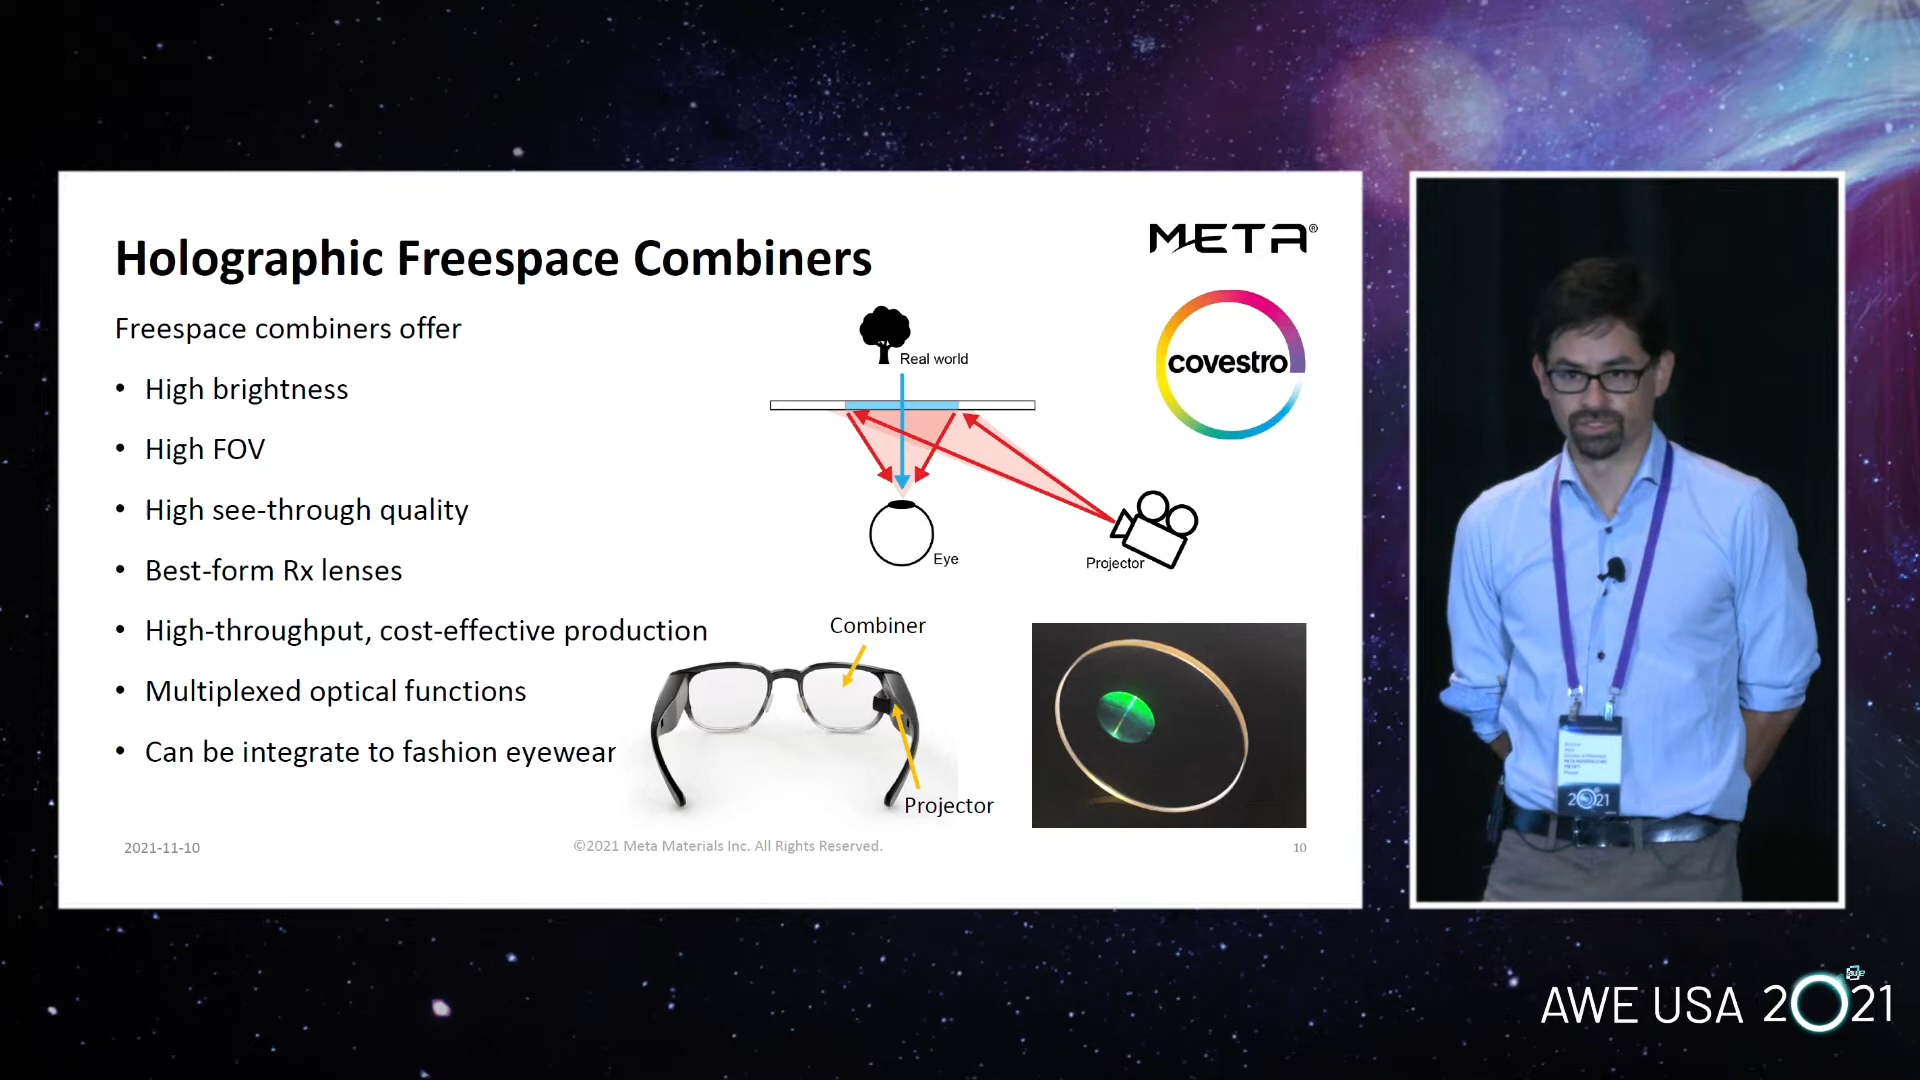 Holographic Freespace Combiners
META®
covestro
Freespace combiners offer
• High brightness
• High FOV
• High see-through quality
• Best-form Rx lenses
• High-throughput, cost-effective production
• Multiplexed optical functions
• Can be integrate to fashion eyewear
Real world
Eye
Projector
Combiner
Projector
2021-11-10
©2021 Meta Materials Inc. All Rights Reserved.
10
2021
AWE USA 2021